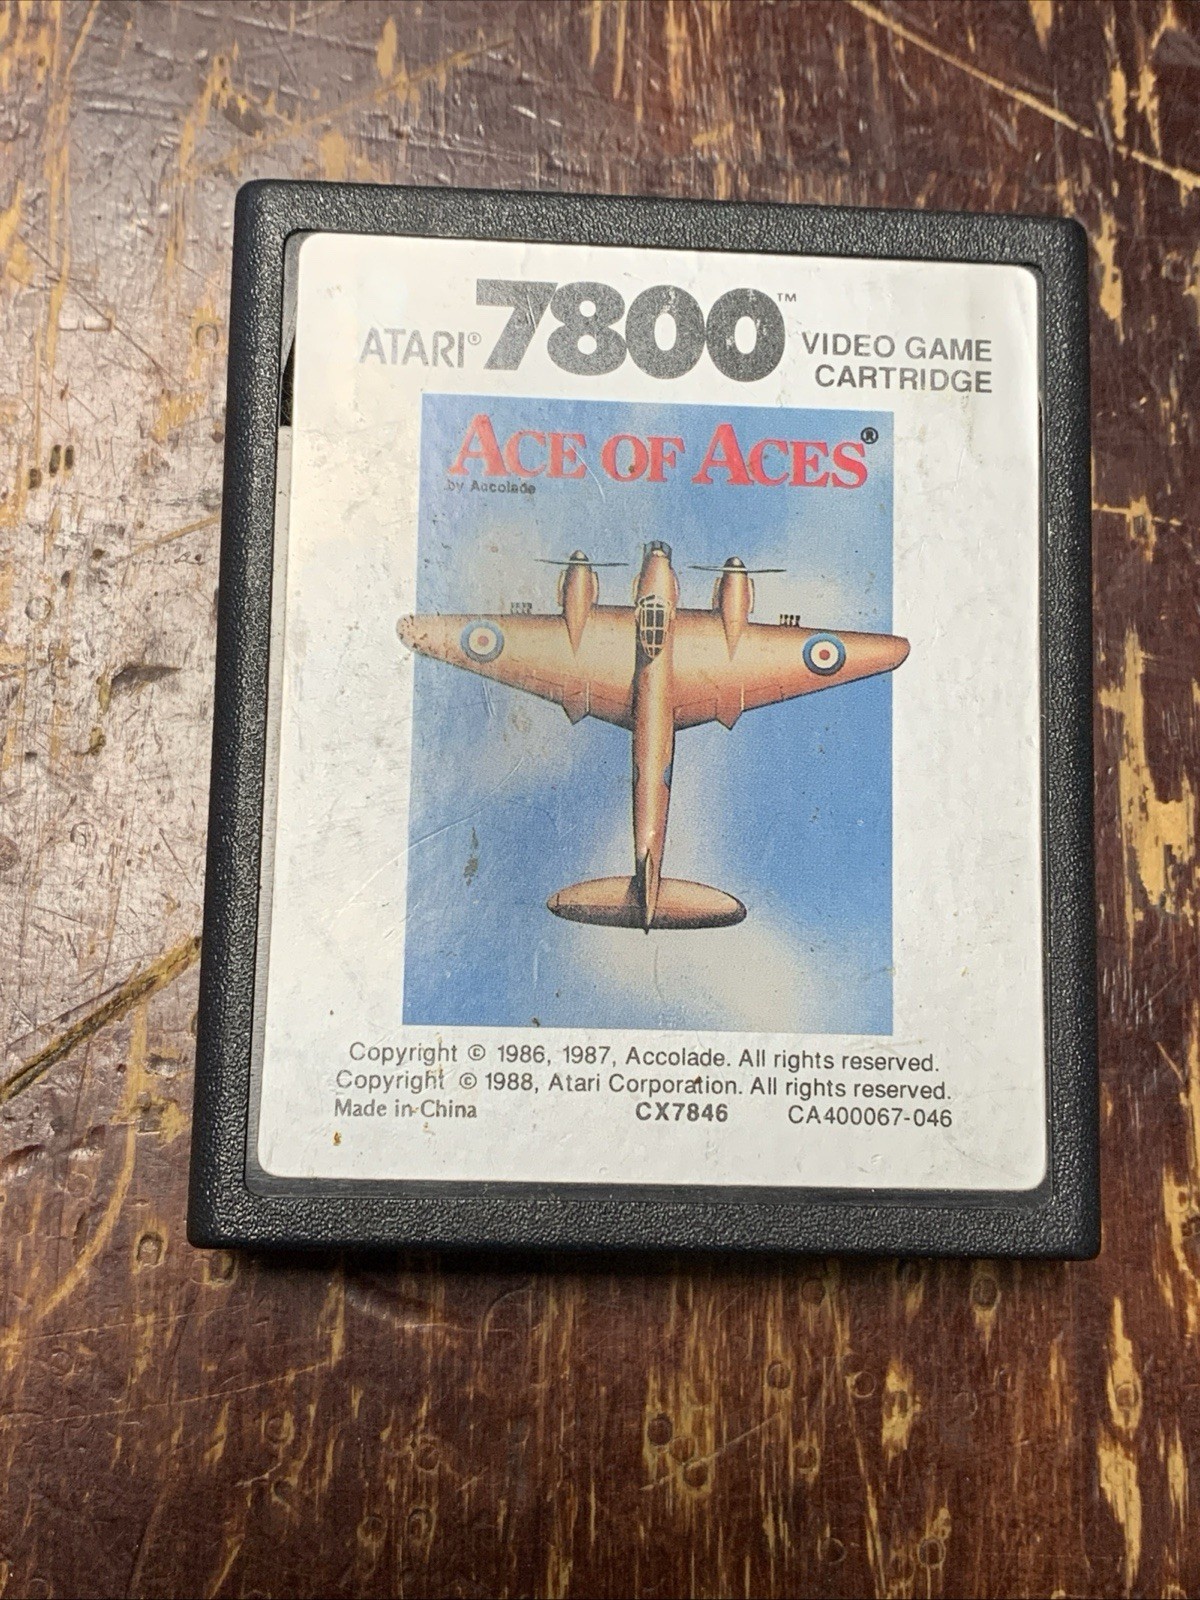 ATARI® 7800™ VIDEO GAME
CARTRIDGE
ACE OF ACES®
by Accolade
Copyright © 1986, 1987, Accolade. All rights reserved.
Copyright © 1988, Atari Corporation. All rights reserved.
Made in China CX7846 CA400067-046